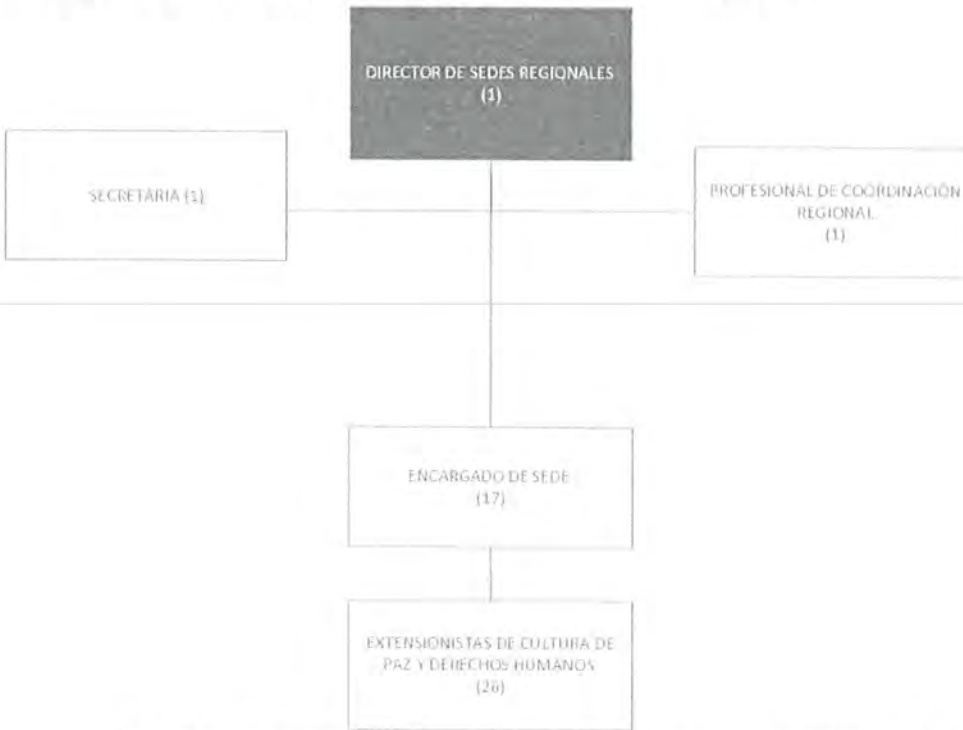 DIRECTOR DE SEDES REGIONALES
(1)
SECRETARIA (1)
PROFESIONAL DE COORDINACIÓN
REGIONAL
(1)
ENCARGADO DE SEDE
(17)
EXTENSIONISTAS DE CULTURA DE
PAZ Y DERECHOS HUMANOS
(26)